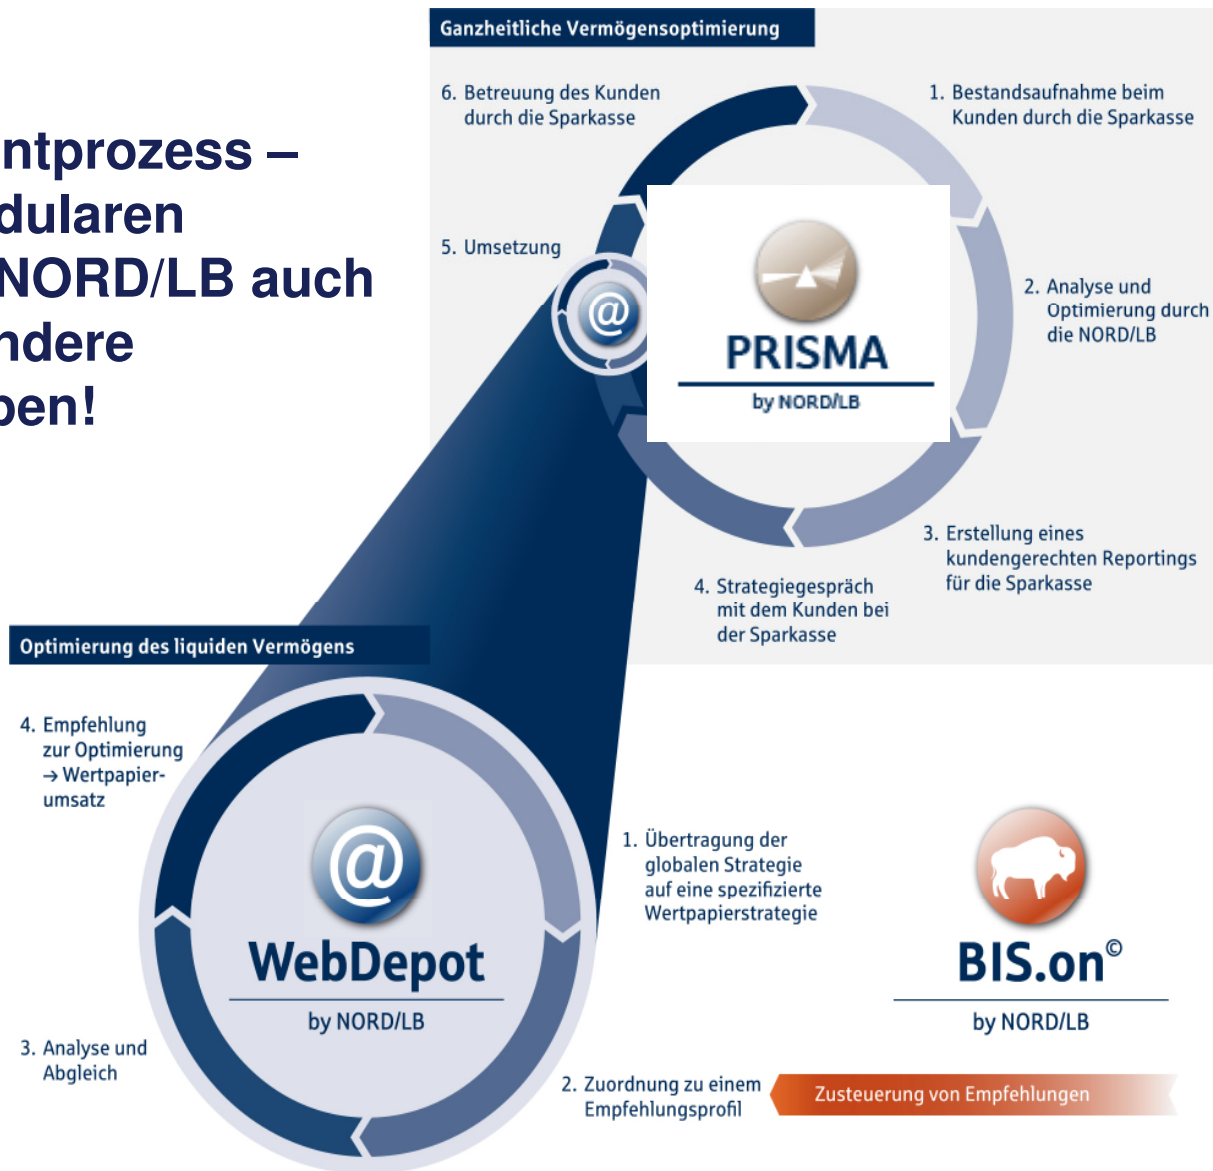 Ganzheitliche Vermögensoptimierung
ntprozess –
dularen
NORD/LB auch
ndere
en!
6. Betreuung des Kunden
durch die Sparkasse
1. Bestandsaufnahme beim
Kunden durch die Sparkasse
5. Umsetzung
@
PRISMA
by NORD/LB
2. Analyse und
Optimierung durch
die NORD/LB
3. Erstellung eines
kundengerechten Reportings
für die Sparkasse
4. Strategiegespräch
mit dem Kunden bei
der Sparkasse
Optimierung des liquiden Vermögens
4. Empfehlung
zur Optimierung
→ Wertpapier-
umsatz
@
WebDepot
by NORD/LB
1. Übertragung der
globalen Strategie
auf eine spezifizierte
Wertpapierstrategie
BIS.on©
by NORD/LB
3. Analyse und
Abgleich
2. Zuordnung zu einem
Empfehlungsprofil
Zusteuerung von Empfehlungen